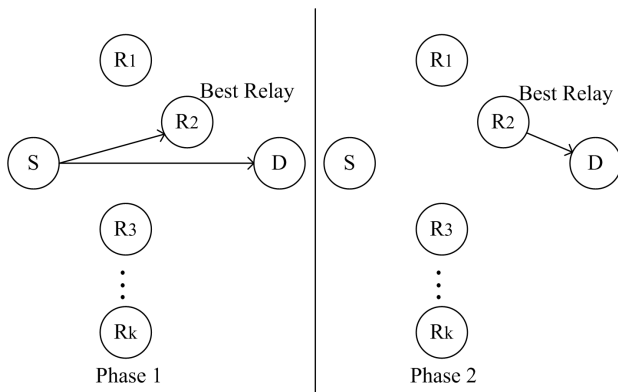 R1
Best Relay
R2
S
D
R3
Rk
Phase 1
R1
Best Relay
R2
S
D
R3
Rk
Phase 2